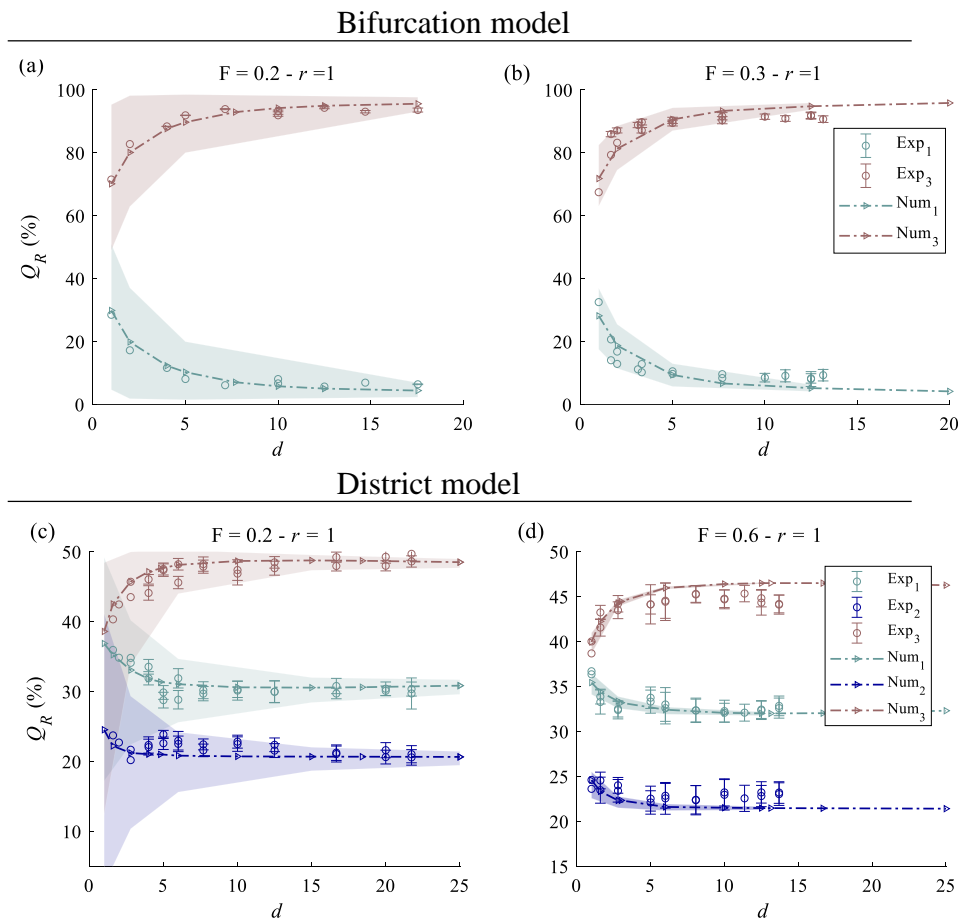 Bifurcation model
(a)
F = 0.2 - r =1
(b)
F = 0.3 - r=1
100
80
60
40
20
0
Q_R (%)
0 5 10 15 20
d
100
80
60
40
20
0
0 5 10 15 20
d
Exp_1
Exp_3
Num_1
Num_3
District model
(c)
F = 0.2 - r = 1
(d)
F = 0.6 - r = 1
50
40
30
20
10
Q_R (%)
0 5 10 15 20 25
d
50
45
40
35
30
25
20
15
0 5 10 15 20 25
d
Exp_1
Exp_2
Exp_3
Num_1
Num_2
Num_3